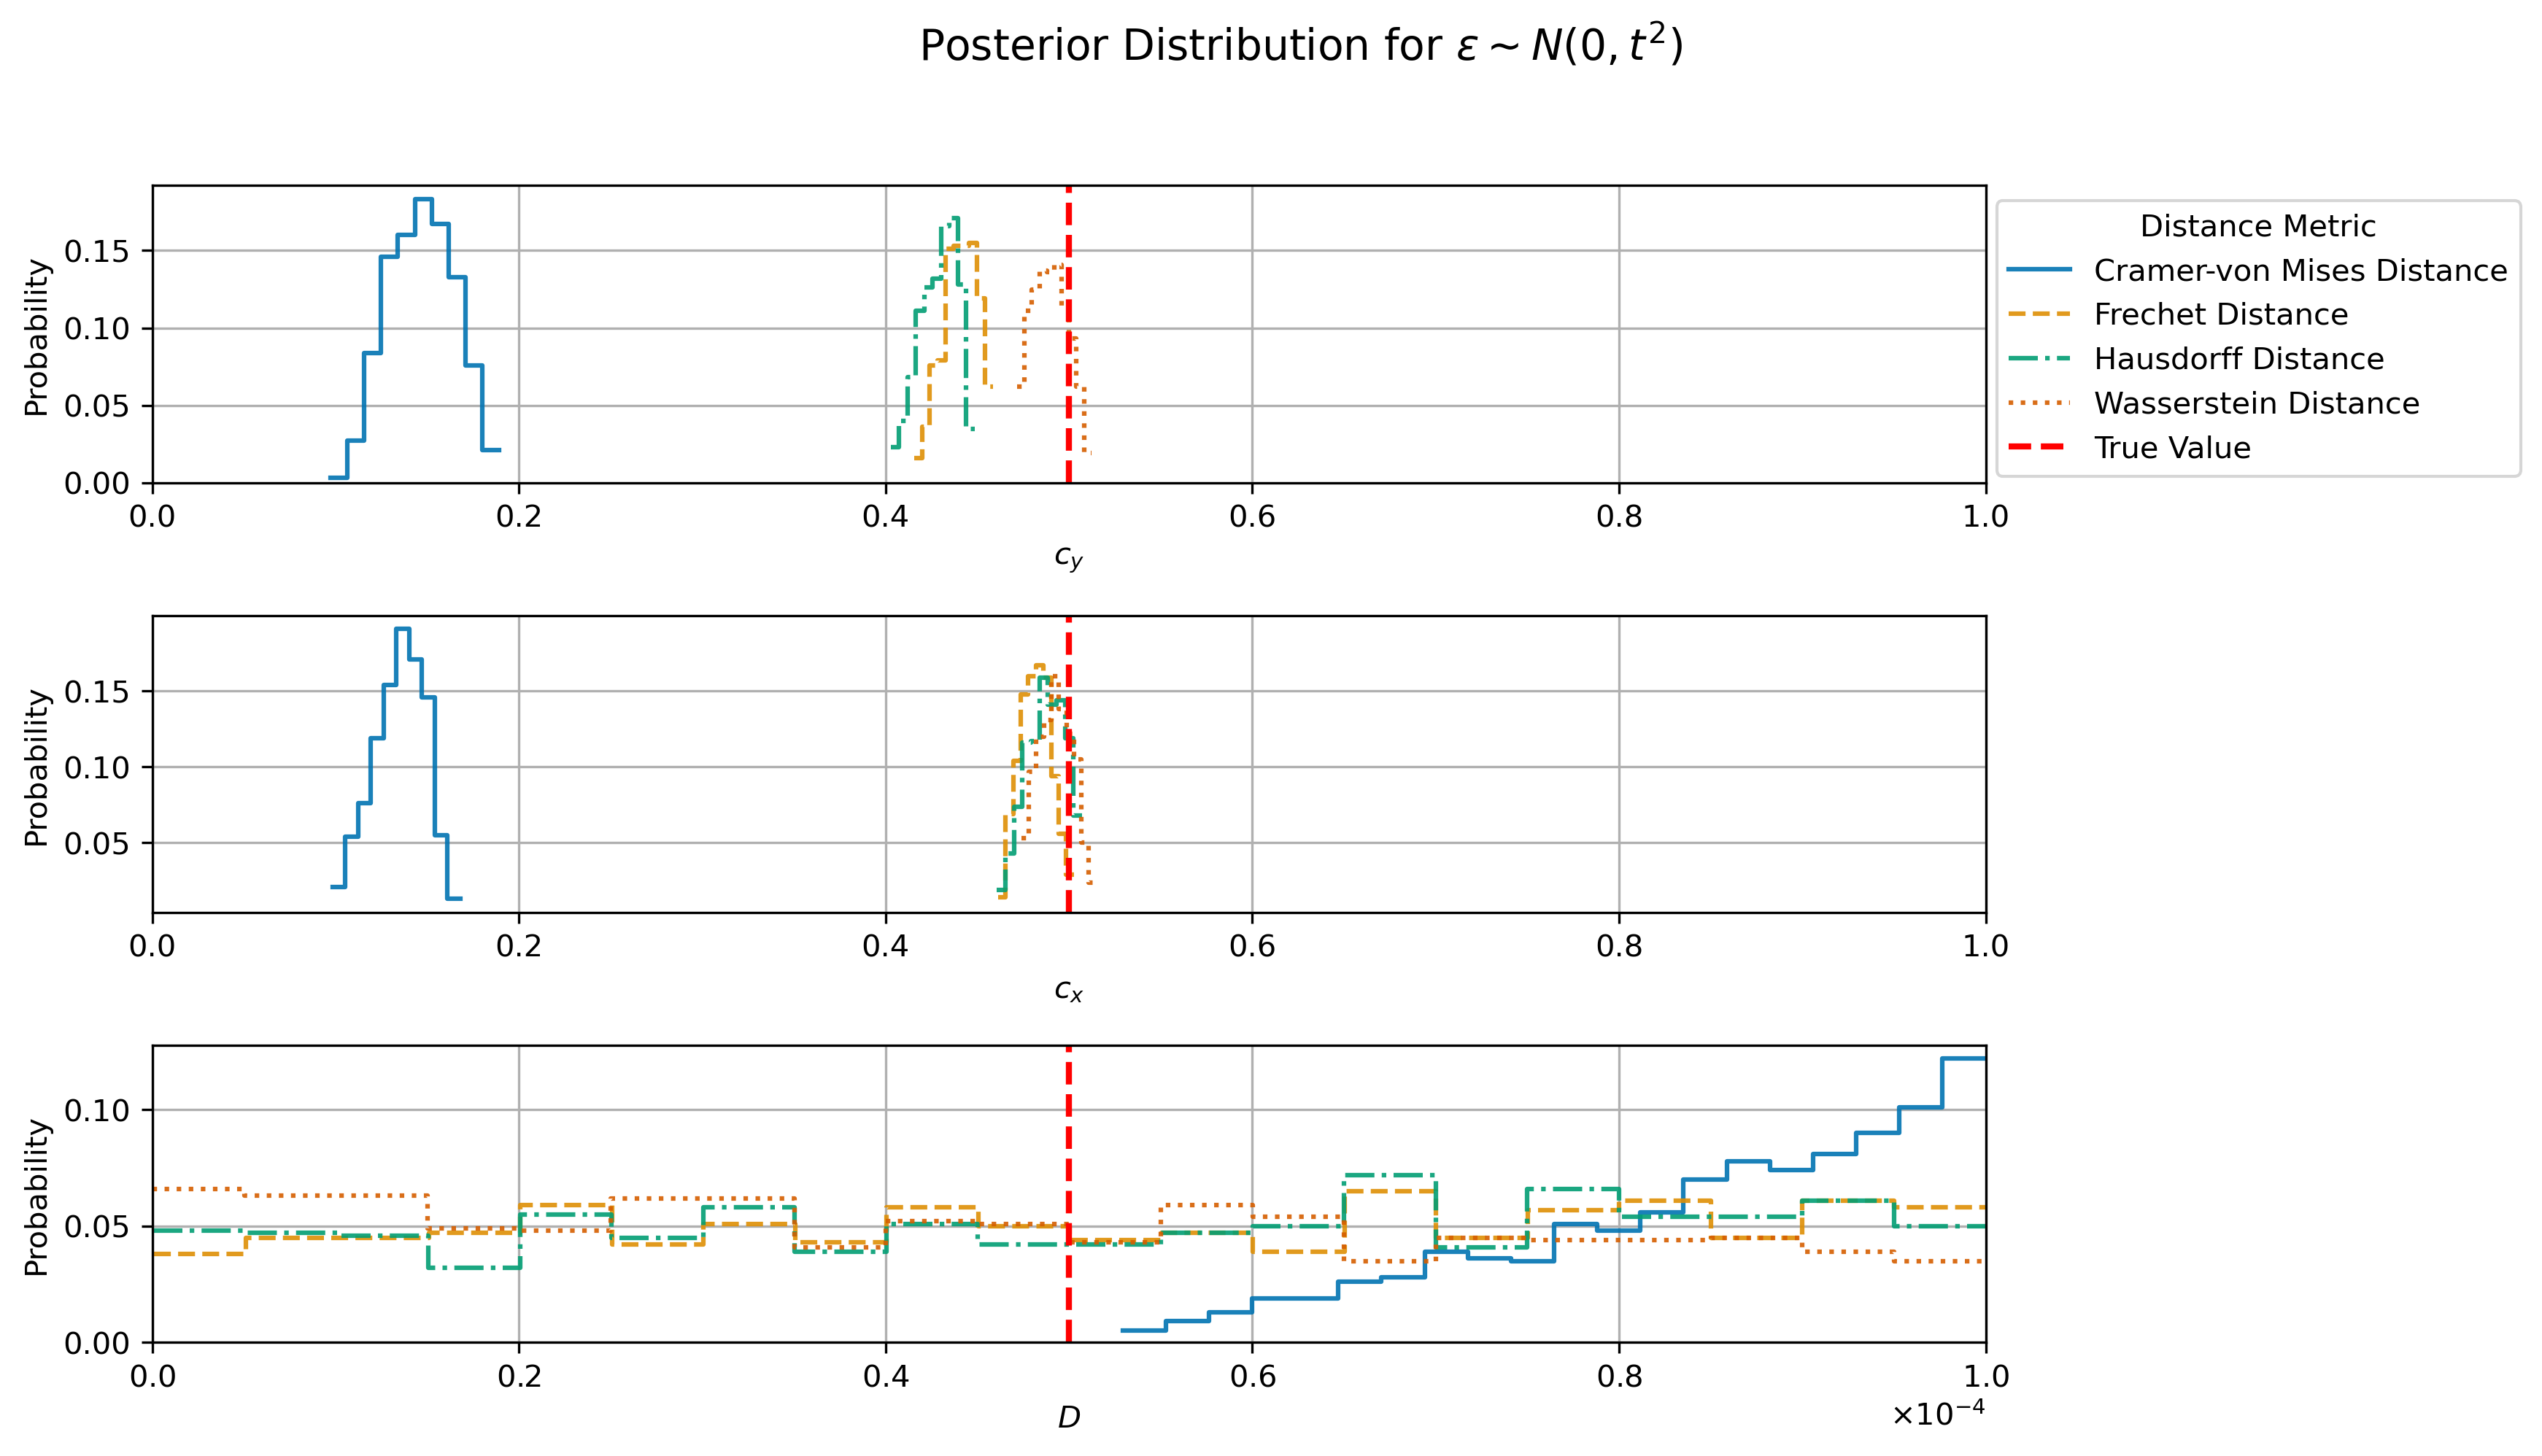 Posterior Distribution for ε ~ N(0, t²)
Probability
0.15
0.10
0.05
0.00
0.0 0.2 0.4 0.6 0.8 1.0
c_y
Distance Metric
Cramer-von Mises Distance
Frechet Distance
Hausdorff Distance
Wasserstein Distance
True Value
Probability
0.15
0.10
0.05
0.0 0.2 0.4 0.6 0.8 1.0
c_x
Probability
0.10
0.05
0.00
0.0 0.2 0.4 0.6 0.8 1.0
D
×10⁻⁴